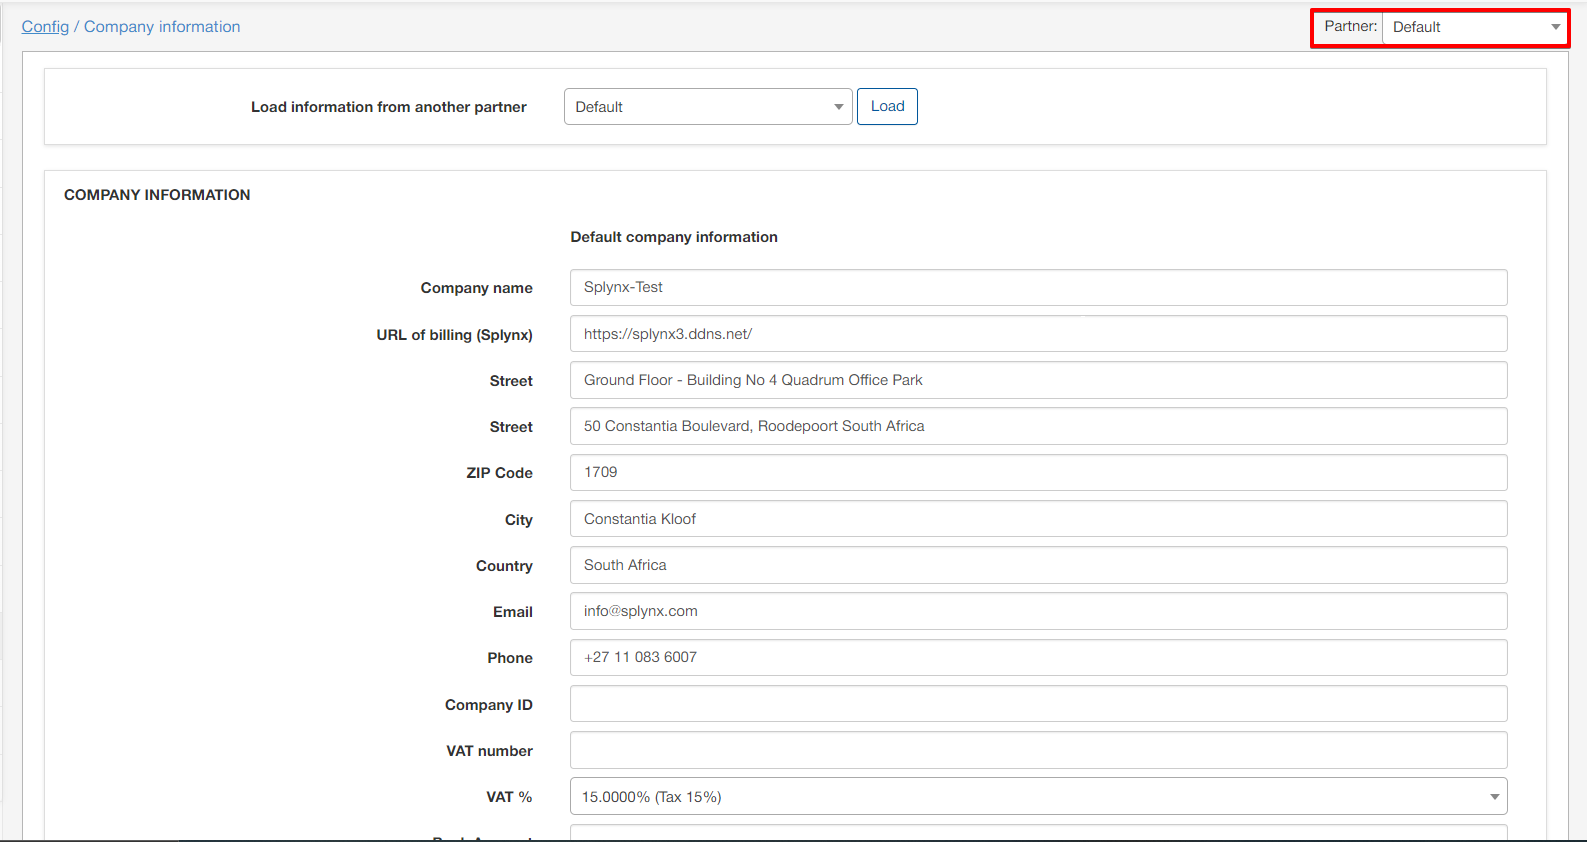 Config / Company information
Partner: Default
Load information from another partner Default Load
COMPANY INFORMATION
Default company information
Company name Splynx-Test
URL of billing (Splynx) https://splynx3.ddns.net/
Street Ground Floor - Building No 4 Quadrum Office Park
Street 50 Constantia Boulevard, Roodepoort South Africa
ZIP Code 1709
City Constantia Kloof
Country South Africa
Email info@splynx.com
Phone +27 11 083 6007
Company ID
VAT number
VAT % 15.0000% (Tax 15%)